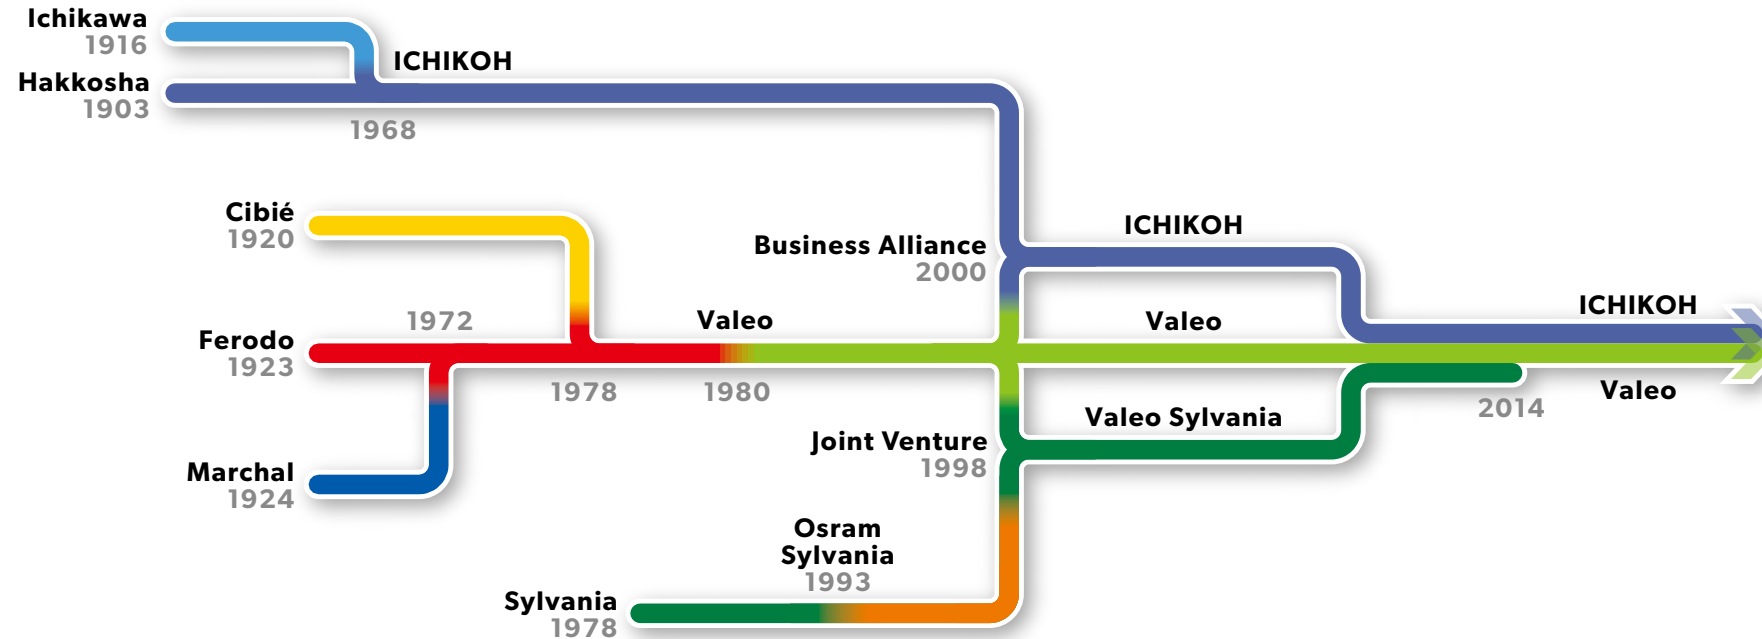 Ichikawa
1916
ICHIKOH
Hakkosha
1903
1968
Cibié
1920
Business Alliance
2000
ICHIKOH
ICHIKOH
1972
Valeo
Valeo
Ferodo
1923
1978
1980
Valeo
2014
Valeo Sylvania
Joint Venture
1998
Marchal
1924
Osram
Sylvania
1993
Sylvania
1978